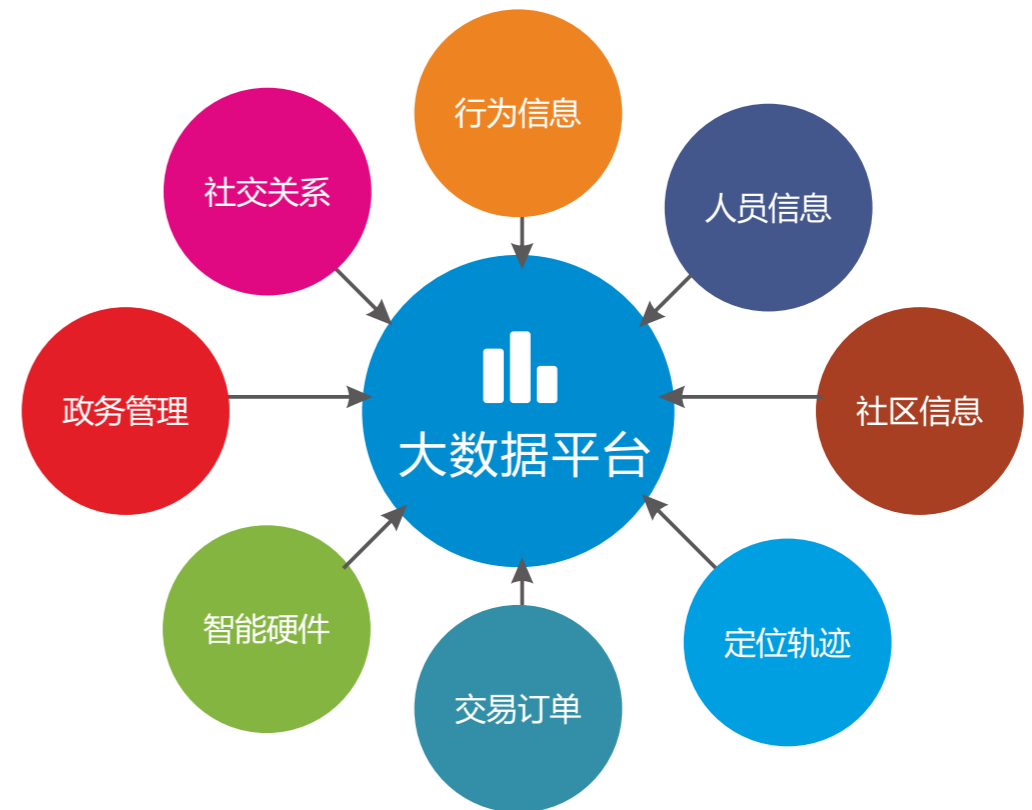 行为信息
社交关系
人员信息
政务管理
大数据平台
社区信息
智能硬件
定位轨迹
交易订单